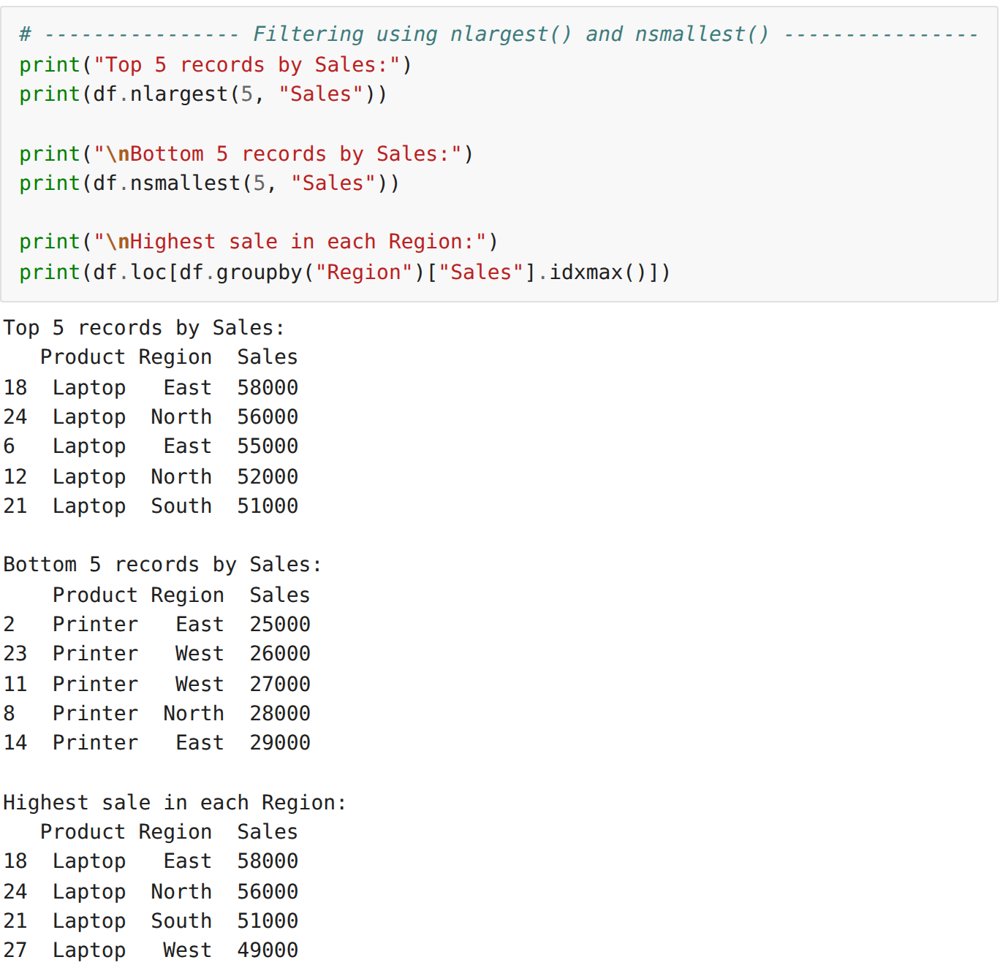 # ---------------- Filtering using nlargest() and nsmallest() ----------------
print("Top 5 records by Sales:")
print(df.nlargest(5, "Sales"))

print("\nBottom 5 records by Sales:")
print(df.nsmallest(5, "Sales"))

print("\nHighest sale in each Region:")
print(df.loc[df.groupby("Region")["Sales"].idxmax()])

Top 5 records by Sales:
   Product Region  Sales
18  Laptop   East  58000
24  Laptop  North  56000
6   Laptop   East  55000
12  Laptop  North  52000
21  Laptop  South  51000

Bottom 5 records by Sales:
    Product Region  Sales
2   Printer   East  25000
23  Printer   West  26000
11  Printer   West  27000
8   Printer  North  28000
14  Printer   East  29000

Highest sale in each Region:
   Product Region  Sales
18  Laptop   East  58000
24  Laptop  North  56000
21  Laptop  South  51000
27  Laptop   West  49000